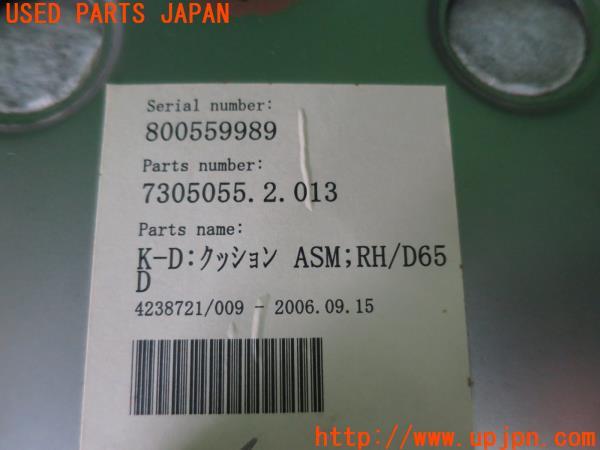 USED PARTS JAPAN
Serial number:
800559989
Parts number:
7305055.2.013
Parts name:
K-D:ｸｯｼｮﾝ ASM;RH/D65
D
4238721/009 - 2006.09.15
http://www.upjpn.com/